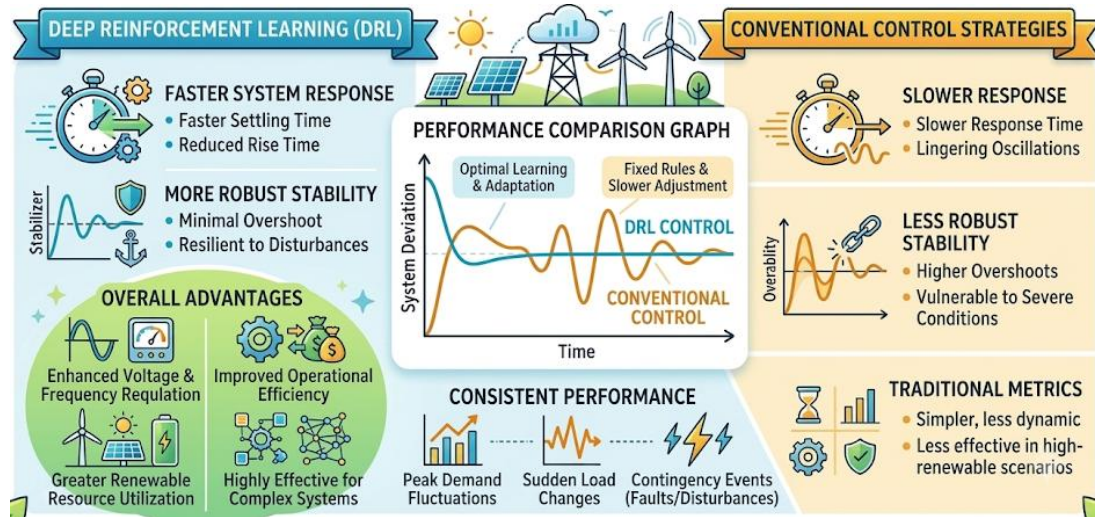 DEEP REINFORCEMENT LEARNING (DRL)
FASTER SYSTEM RESPONSE
• Faster Settling Time
• Reduced Rise Time
Stabilizer
MORE ROBUST STABILITY
• Minimal Overshoot
• Resilient to Disturbances
OVERALL ADVANTAGES
Enhanced Voltage &
Frequency Requlation
Improved Operational
Efficiency
$
$
Greater Renewable
Resource Utilization
Highly Effective for
Complex Systems
PERFORMANCE COMPARISON GRAPH
System Deviation
Optimal Learning
& Adaptation
Fixed Rules &
Slower Adjustment
DRL CONTROL
CONVENTIONAL
CONTROL
Time
CONSISTENT PERFORMANCE
Peak Demand
Fluctuations
Sudden Load
Changes
Contingency Events
(Faults/Disturbances)
CONVENTIONAL CONTROL STRATEGIES
SLOWER RESPONSE
• Slower Response Time
• Lingering Oscillations
Overablity
LESS ROBUST
STABILITY
• Higher Overshoots
• Vulnerable to Severe
Conditions
TRADITIONAL METRICS
• Simpler, less dynamic
• Less effective in high-
renewable scenarios